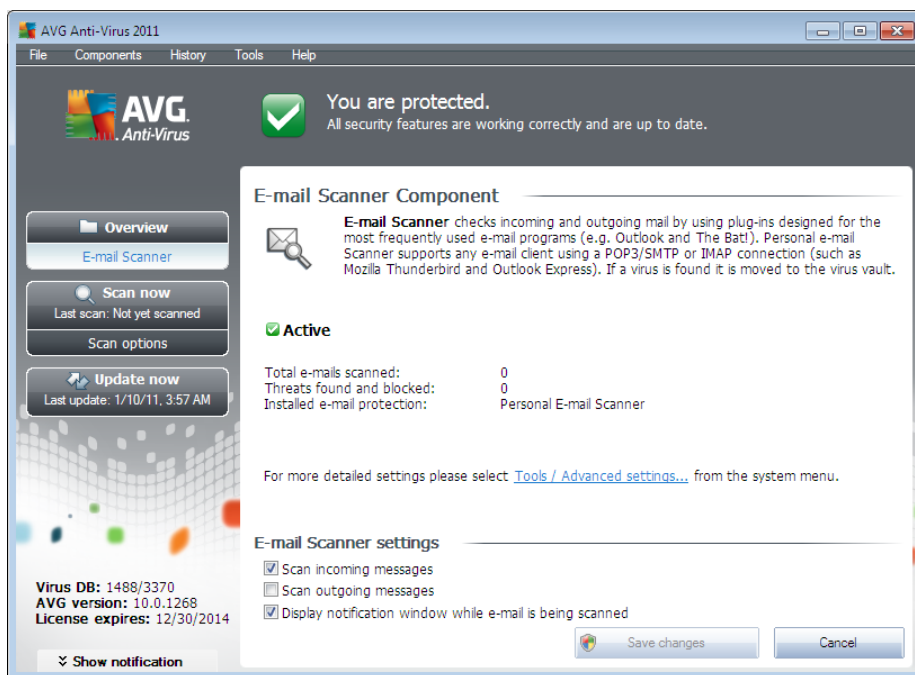 AVG Anti-Virus 2011
File Components History Tools Help
AVG.
Anti-Virus
You are protected.
All security features are working correctly and are up to date.
Overview
E-mail Scanner
Scan now
Last scan: Not yet scanned
Scan options
Update now
Last update: 1/10/11, 3:57 AM
Virus DB: 1488/3370
AVG version: 10.0.1268
License expires: 12/30/2014
Show notification
E-mail Scanner Component
E-mail Scanner checks incoming and outgoing mail by using plug-ins designed for the
most frequently used e-mail programs (e.g. Outlook and The Bat!). Personal e-mail
Scanner supports any e-mail client using a POP3/SMTP or IMAP connection (such as
Mozilla Thunderbird and Outlook Express). If a virus is found it is moved to the virus vault.
Active
Total e-mails scanned: 0
Threats found and blocked: 0
Installed e-mail protection: Personal E-mail Scanner
For more detailed settings please select Tools / Advanced settings... from the system menu.
E-mail Scanner settings
Scan incoming messages
Scan outgoing messages
Display notification window while e-mail is being scanned
Save changes Cancel